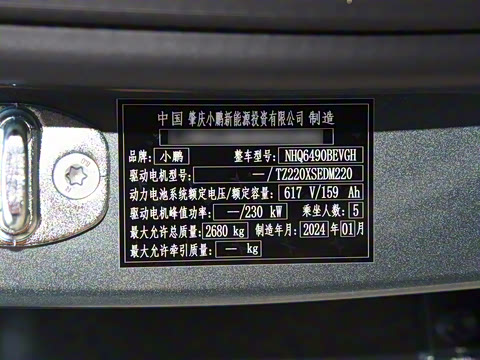 中国 肇庆小鹏新能源投资有限公司 制造
品牌: 小鹏 整车型号: NHQ6490BEVGH
驱动电机型号: —/TZ220XSEDM220
动力电池系统额定电压/额定容量: 617 V/159 Ah
驱动电机峰值功率: —/230 kW 乘坐人数: 5
最大允许总质量: 2680 kg 制造年月: 2024 年 01 月
最大允许牵引质量: — kg